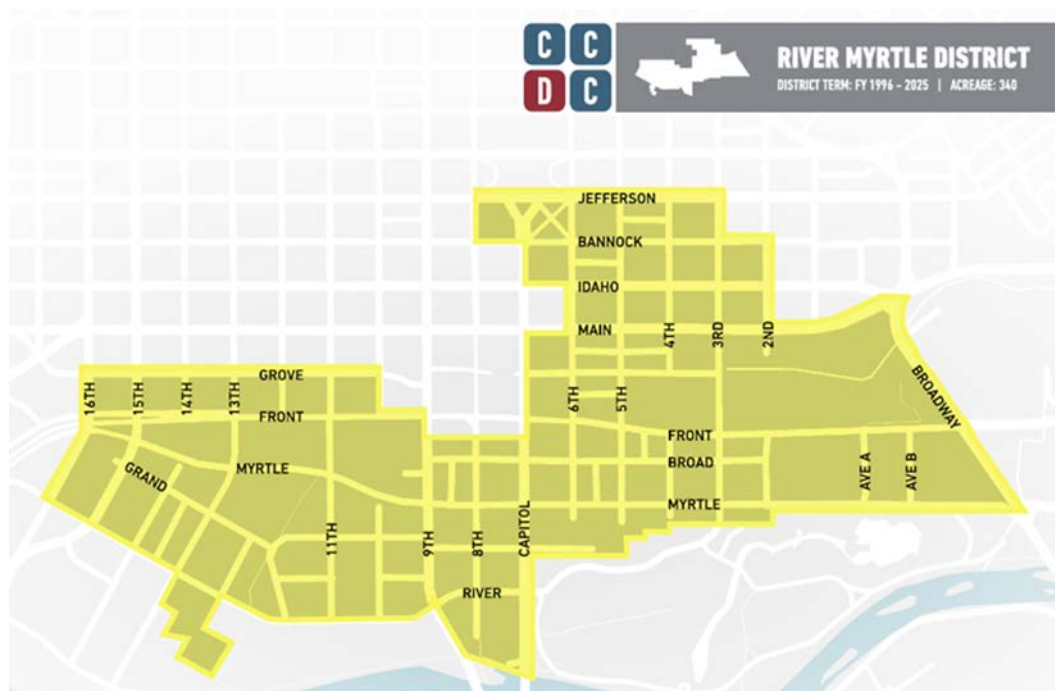 CC
DC
RIVER MYRTLE DISTRICT
DISTRICT TERM: FY 1996 - 2025 | ACREAGE: 340
JEFFERSON
BANNOCK
IDAHO
MAIN
4TH
3RD
2ND
GROVE
16TH
15TH
14TH
13TH
6TH
5TH
BROADWAY
FRONT
FRONT
BROAD
MYRTLE
GRAND
AVE A
AVE B
MYRTLE
11TH
9TH
8TH
CAPITOL
RIVER